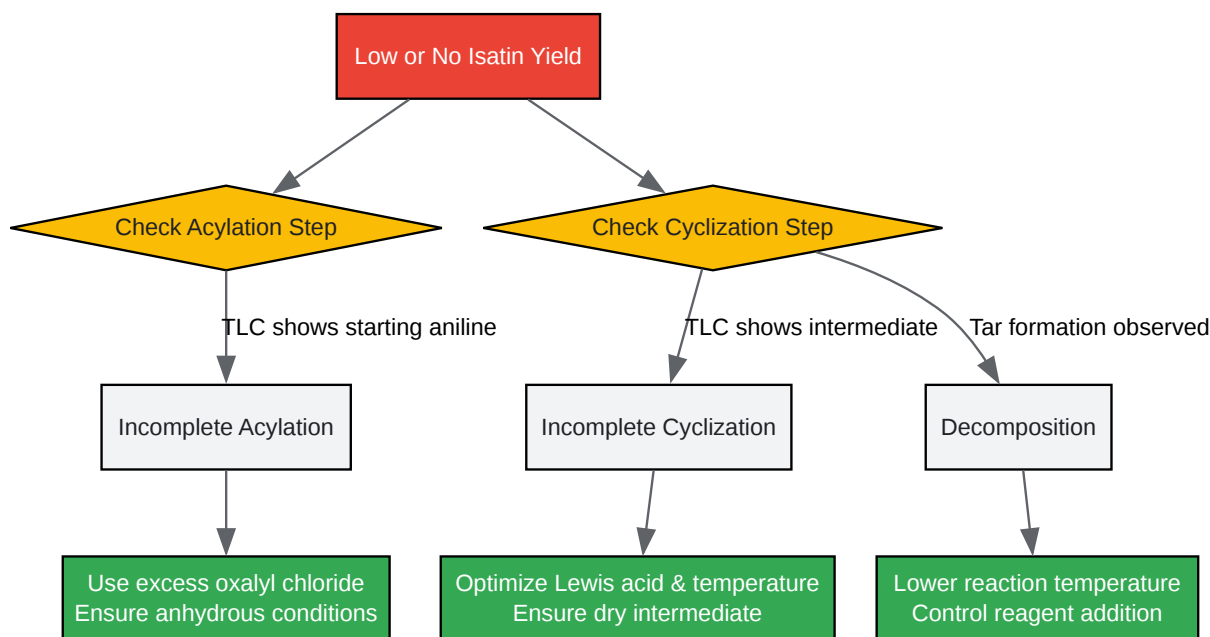 Low or No Isatin Yield
Check Acylation Step
Check Cyclization Step
TLC shows starting aniline
TLC shows intermediate
Tar formation observed
Incomplete Acylation
Incomplete Cyclization
Decomposition
Use excess oxalyl chloride
Ensure anhydrous conditions
Optimize Lewis acid & temperature
Ensure dry intermediate
Lower reaction temperature
Control reagent addition